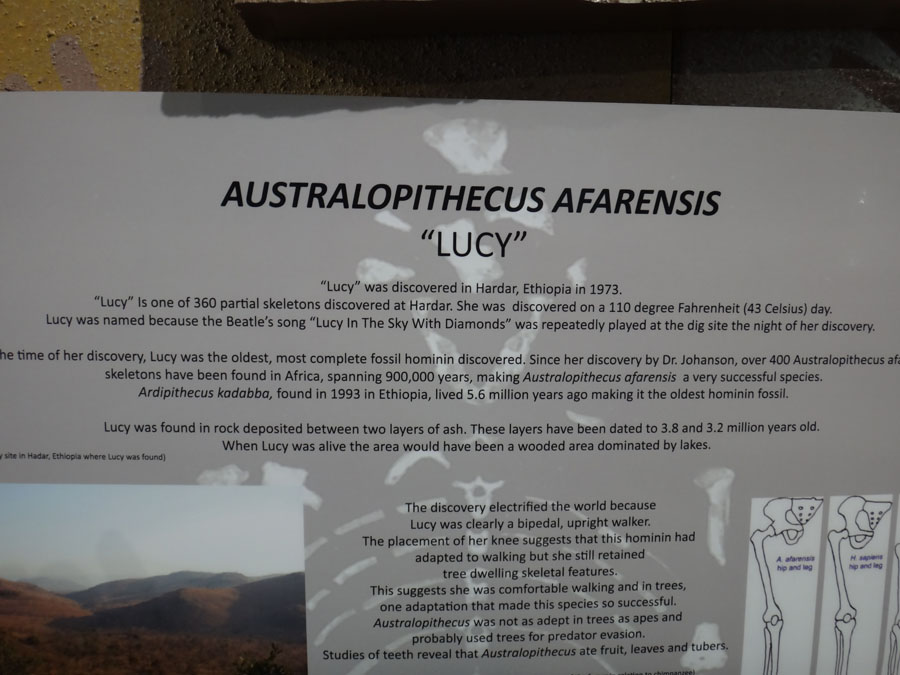 AUSTRALOPITHECUS AFARENSIS
“LUCY”
“Lucy” was discovered in Hardar, Ethiopia in 1973.
“Lucy” Is one of 360 partial skeletons discovered at Hardar. She was discovered on a 110 degree Fahrenheit (43 Celsius) day.
Lucy was named because the Beatle’s song “Lucy In The Sky With Diamonds” was repeatedly played at the dig site the night of her discovery.
he time of her discovery, Lucy was the oldest, most complete fossil hominin discovered. Since her discovery by Dr. Johanson, over 400 Australopithecus afa
skeletons have been found in Africa, spanning 900,000 years, making Australopithecus afarensis a very successful species.
Ardipithecus kadabba, found in 1993 in Ethiopia, lived 5.6 million years ago making it the oldest hominin fossil.
Lucy was found in rock deposited between two layers of ash. These layers have been dated to 3.8 and 3.2 million years old.
When Lucy was alive the area would have been a wooded area dominated by lakes.
y site in Hadar, Ethiopia where Lucy was found)
The discovery electrified the world because
Lucy was clearly a bipedal, upright walker.
The placement of her knee suggests that this hominin had
adapted to walking but she still retained
tree dwelling skeletal features.
This suggests she was comfortable walking and in trees,
one adaptation that made this species so successful.
Australopithecus was not as adept in trees as apes and
probably used trees for predator evasion.
Studies of teeth reveal that Australopithecus ate fruit, leaves and tubers.
A. afarensis
hip and leg
H. sapiens
hip and leg